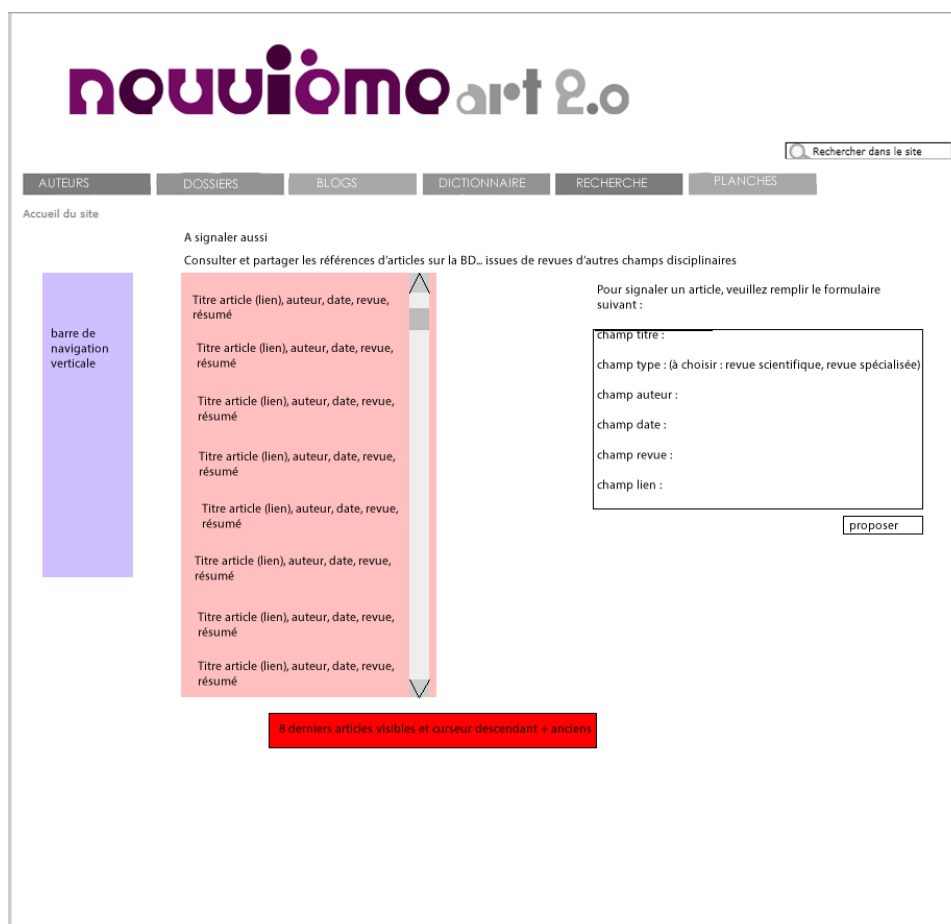 neuvième art 2.0
Rechercher dans le site
AUTEURS DOSSIERS BLOGS DICTIONNAIRE RECHERCHE PLANCHES
Accueil du site
A signaler aussi
Consulter et partager les références d'articles sur la BD... issues de revues d'autres champs disciplinaires
barre de
navigation
verticale
Titre article (lien), auteur, date, revue,
résumé
Titre article (lien), auteur, date, revue,
résumé
Titre article (lien), auteur, date, revue,
résumé
Titre article (lien), auteur, date, revue,
résumé
Titre article (lien), auteur, date, revue,
résumé
Titre article (lien), auteur, date, revue,
résumé
Titre article (lien), auteur, date, revue,
résumé
Titre article (lien), auteur, date, revue,
résumé
8 derniers articles visibles et curseur descendant + anciens
Pour signaler un article, veuillez remplir le formulaire
suivant :
champ titre :
champ type : (à choisir : revue scientifique, revue spécialisée)
champ auteur :
champ date :
champ revue :
champ lien :
proposer